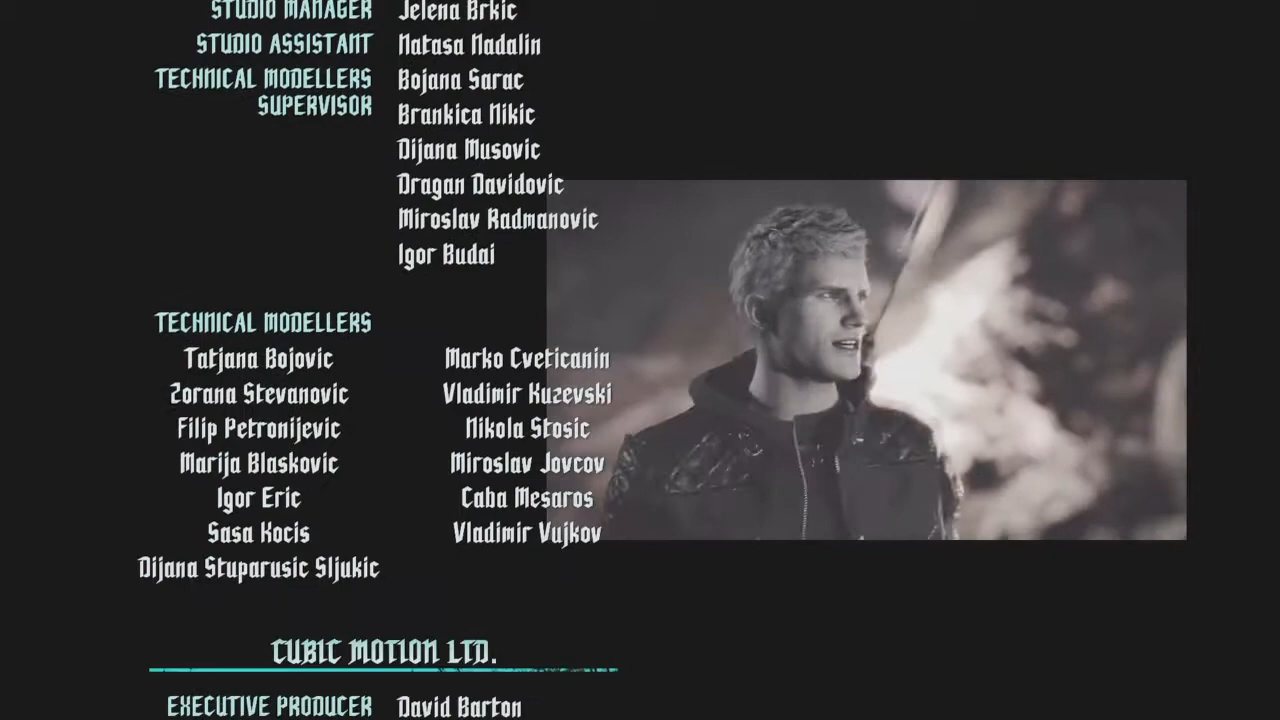 STUDIO MANAGER Jelena Brkic
STUDIO ASSISTANT Natasa Nadalin
TECHNICAL MODELLERS Bojana Sarac
SUPERVISOR
Brankica Nikic
Dijana Musovic
Dragan Davidovic
Miroslav Radmanovic
Igor Budai
TECHNICAL MODELLERS
Tatjana Bojovic Marko Cveticanin
Zorana Stevanovic Vladimir Kuzevski
Filip Petronijevic Nikola Stosic
Marija Blaskovic Miroslav Jovcov
Igor Eric Caba Mesaros
Sasa Kocis Vladimir Vujkov
Dijana Stuparusic Sljukic
CUBIC MOTION LTD.
EXECUTIVE PRODUCER David Barton